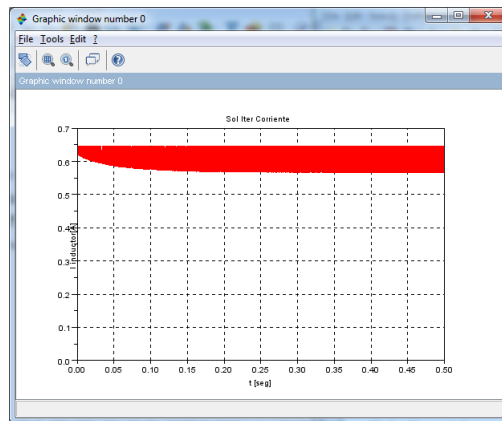 Graphic window number 0
File Tools Edit ?
Graphic window number 0
Sol Iter Corriente
0.7
0.6
0.5
0.4
I inductor[A]
0.3
0.2
0.1
0.0
0.00 0.05 0.10 0.15 0.20 0.25 0.30 0.35 0.40 0.45 0.50
t [seg]